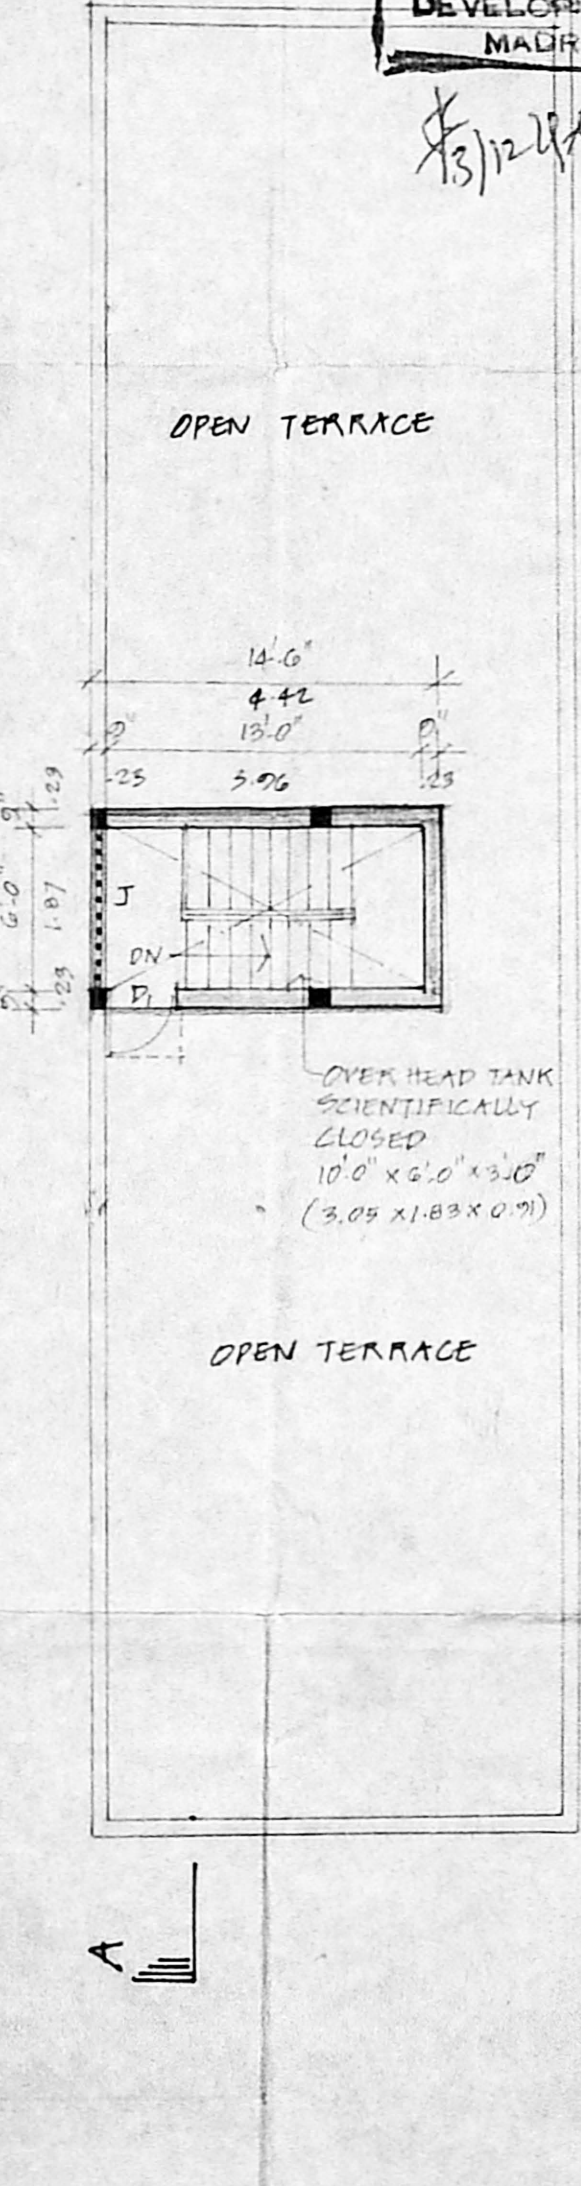 DEVELOP
MADR
3/12
OPEN TERRACE
14'-6"
4.42
9" 13'-0" 9"
.23 3.96 .23
9" 6'-0" 9"
.23 1.87 .23
J
DN
D1
OVER HEAD TANK
SCIENTIFICALLY
CLOSED
10'-0" x 6'-0" x 3'-0"
(3.05 x 1.83 x 0.91)
OPEN TERRACE
A